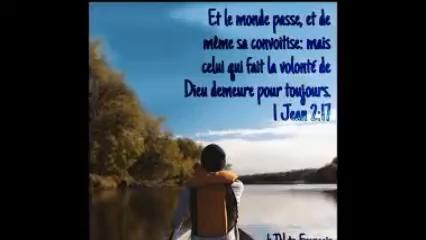 Et le monde passe, et de
même sa convoitise: mais
celui qui fait la volonté de
Dieu demeure pour toujours.
1 Jean 2:17